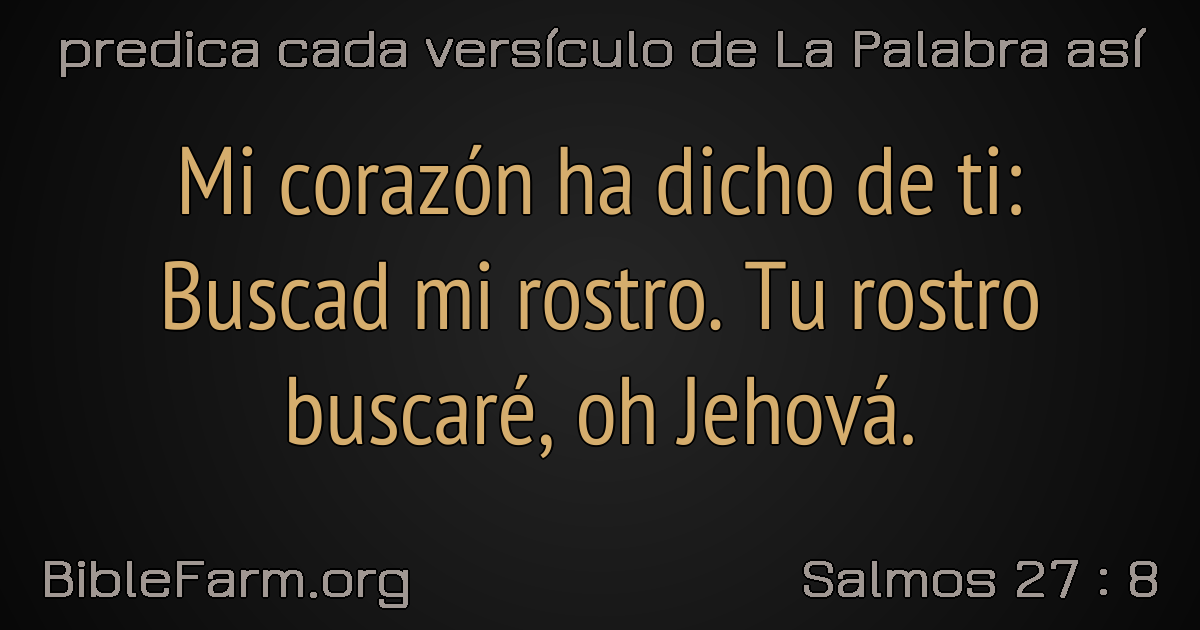 predica cada versículo de La Palabra así
Mi corazón ha dicho de ti:
Buscad mi rostro. Tu rostro
buscaré, oh Jehová.
BibleFarm.org
Salmos 27 : 8